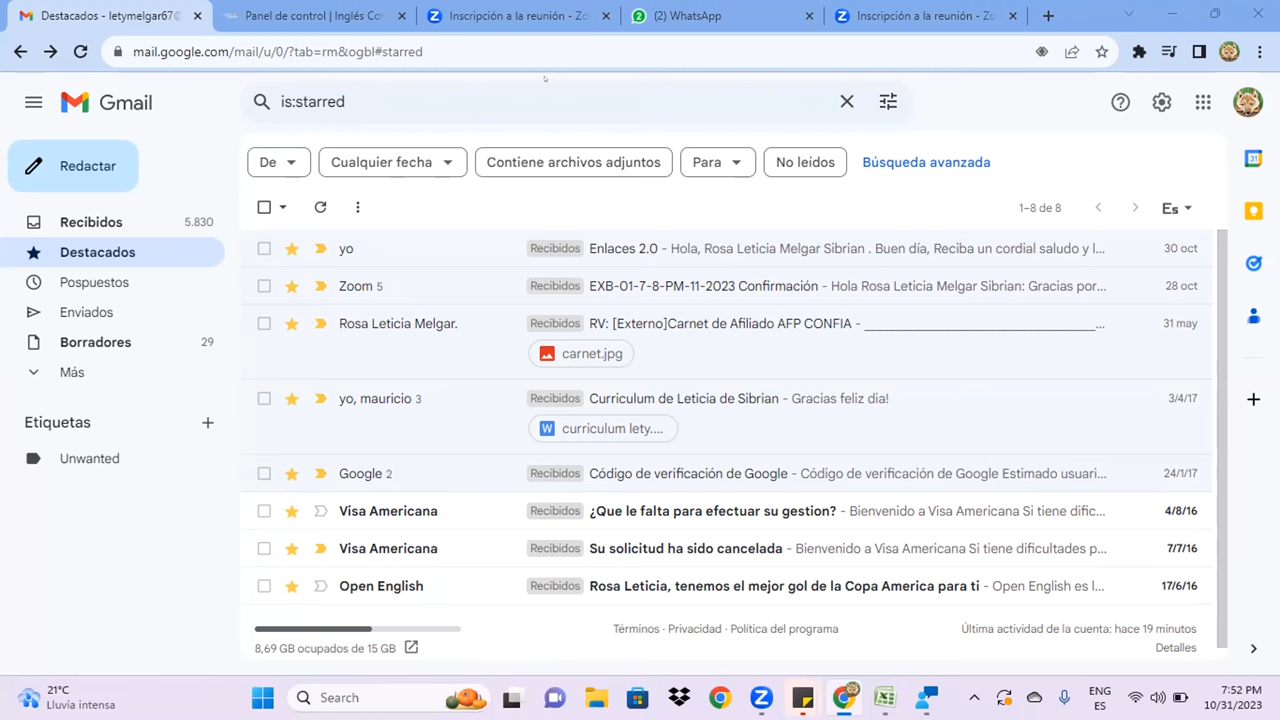 Destacados - letymelgar67@
Panel de control | Inglés Cor
Inscripción a la reunión - Zo
(2) WhatsApp
Inscripción a la reunión - Zo
mail.google.com/mail/u/0/?tab=rm&ogbl#starred
Gmail
is:starred
Redactar
De
Cualquier fecha
Contiene archivos adjuntos
Para
No leídos
Búsqueda avanzada
1–8 de 8
Es
Recibidos 5.830
Destacados
Pospuestos
Enviados
Borradores 29
Más
Etiquetas
Unwanted
yo Recibidos Enlaces 2.0 - Hola, Rosa Leticia Melgar Sibrian . Buen día, Reciba un cordial saludo y l... 30 oct
Zoom 5 Recibidos EXB-01-7-8-PM-11-2023 Confirmación - Hola Rosa Leticia Melgar Sibrian: Gracias por... 28 oct
Rosa Leticia Melgar. Recibidos RV: [Externo]Carnet de Afiliado AFP CONFIA - ________________________________... 31 may
carnet.jpg
yo, mauricio 3 Recibidos Curriculum de Leticia de Sibrian - Gracias feliz dia! 3/4/17
curriculum lety....
Google 2 Recibidos Código de verificación de Google - Código de verificación de Google Estimado usuari... 24/1/17
Visa Americana Recibidos ¿Que le falta para efectuar su gestion? - Bienvenido a Visa Americana Si tiene dific... 4/8/16
Visa Americana Recibidos Su solicitud ha sido cancelada - Bienvenido a Visa Americana Si tiene dificultades p... 7/7/16
Open English Recibidos Rosa Leticia, tenemos el mejor gol de la Copa America para ti - Open English es l... 17/6/16
8,69 GB ocupados de 15 GB
Términos · Privacidad · Política del programa
Última actividad de la cuenta: hace 19 minutos
Detalles
31
21°C
Lluvia intensa
Search
ENG
ES
7:52 PM
10/31/2023